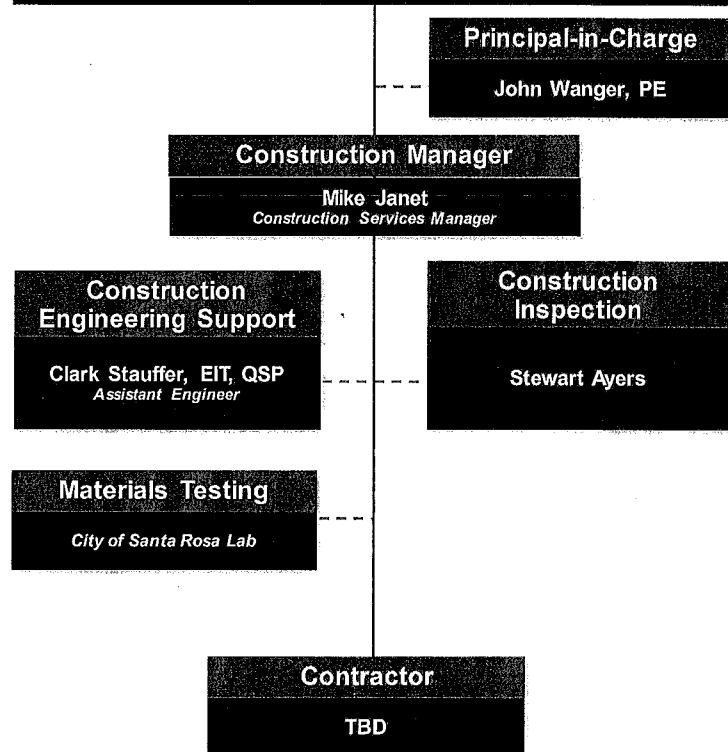 Principal-in-Charge
John Wanger, PE
Construction Manager
Mike Janet
Construction Services Manager
Construction
Engineering Support
Clark Stauffer, EIT, QSP
Assistant Engineer
Construction
Inspection
Stewart Ayers
Materials Testing
City of Santa Rosa Lab
Contractor
TBD